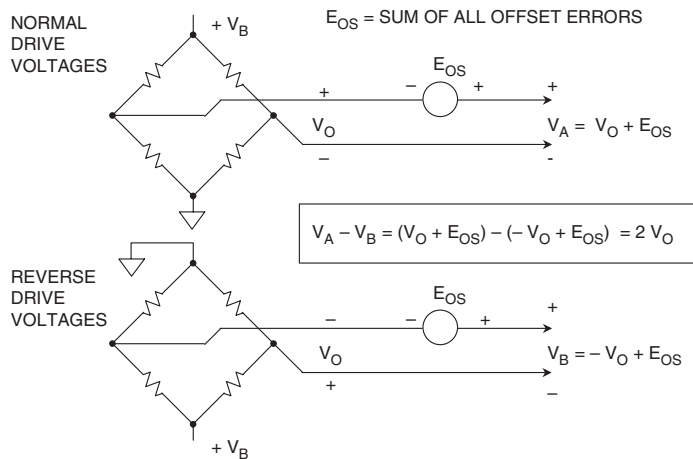 NORMAL
DRIVE
VOLTAGES
+ V_B
E_OS = SUM OF ALL OFFSET ERRORS
E_OS
+
−
+
+
V_O
V_A = V_O + E_OS
−
-
V_A − V_B = (V_O + E_OS) − (− V_O + E_OS) = 2 V_O
REVERSE
DRIVE
VOLTAGES
E_OS
−
−
+
+
V_O
V_B = − V_O + E_OS
+
−
+ V_B